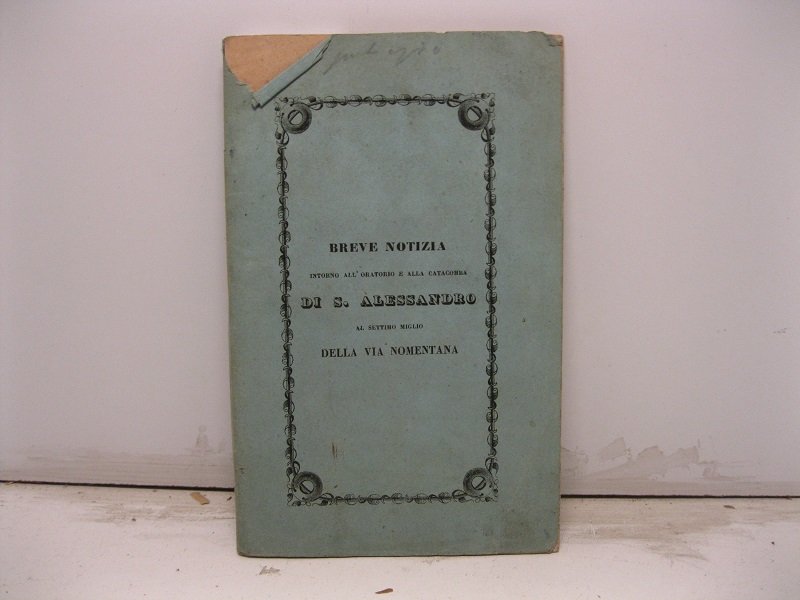 BREVE NOTIZIA
INTORNO ALL'ORATORIO E ALLA CATACOMBA
DI S. ALESSANDRO
AL SETTIMO MIGLIO
DELLA VIA NOMENTANA